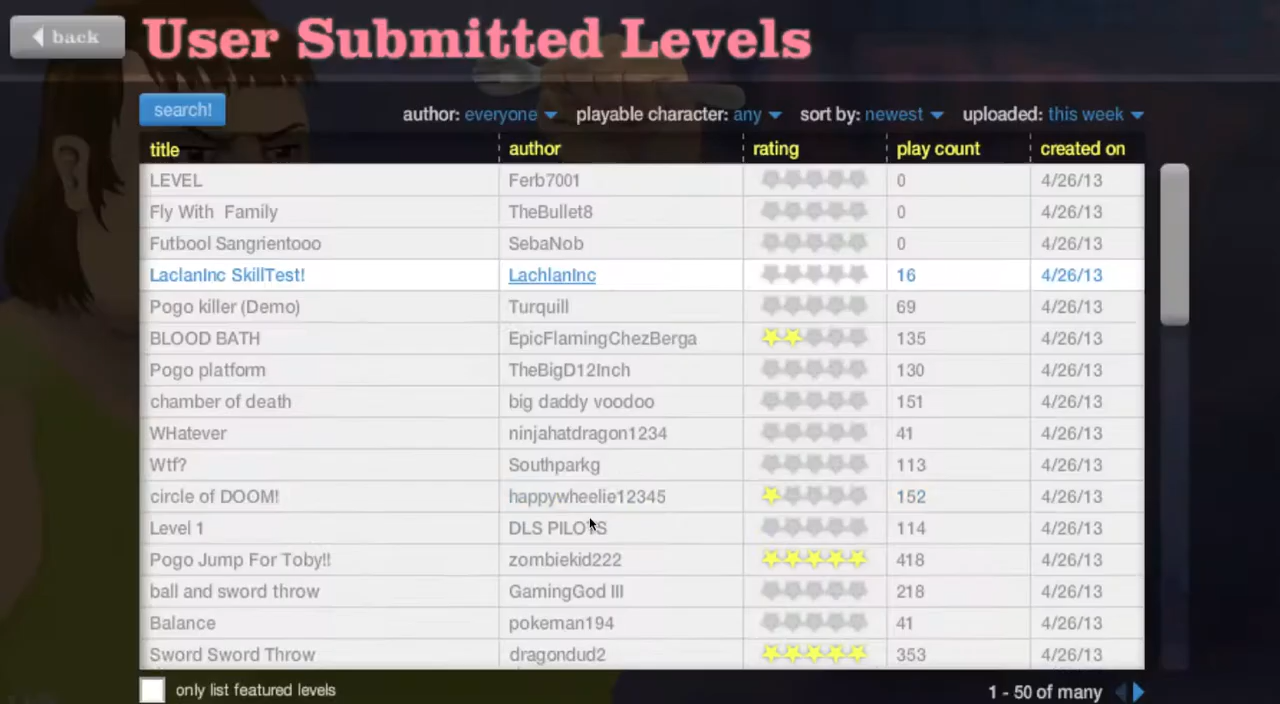 back
User Submitted Levels
search!
author: everyone playable character: any sort by: newest uploaded: this week
title author rating play count created on
LEVEL Ferb7001 0 4/26/13
Fly With Family TheBullet8 0 4/26/13
Futbool Sangrientooo SebaNob 0 4/26/13
LaclanInc SkillTest! LachlanInc 16 4/26/13
Pogo killer (Demo) Turquill 69 4/26/13
BLOOD BATH EpicFlamingChezBerga 135 4/26/13
Pogo platform TheBigD12Inch 130 4/26/13
chamber of death big daddy voodoo 151 4/26/13
WHatever ninjahatdragon1234 41 4/26/13
Wtf? Southparkg 113 4/26/13
circle of DOOM! happywheelie12345 152 4/26/13
Level 1 DLS PILOTS 114 4/26/13
Pogo Jump For Toby!! zombiekid222 418 4/26/13
ball and sword throw GamingGod III 218 4/26/13
Balance pokeman194 41 4/26/13
Sword Sword Throw dragondud2 353 4/26/13
only list featured levels 1 - 50 of many